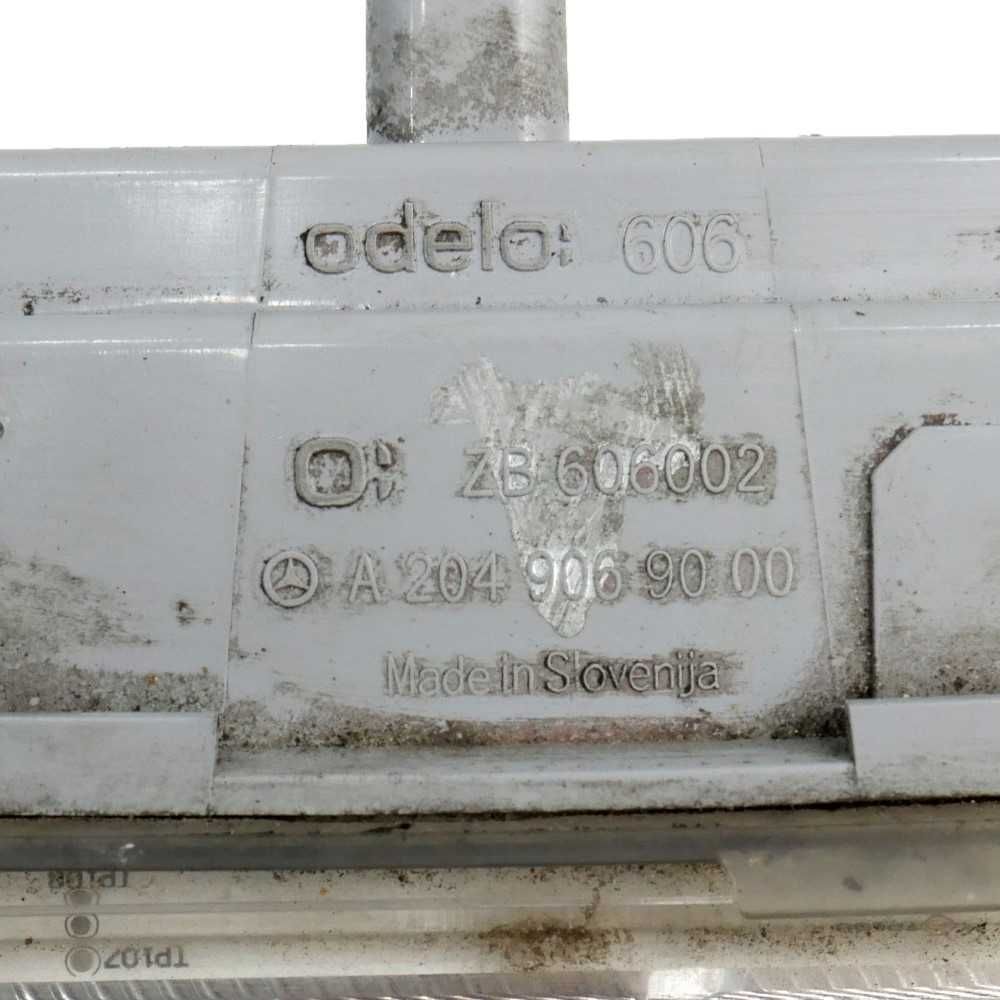 odelo 606
ZB 606002
A 204 906 90 00
Made in Slovenija
TP108
TP107